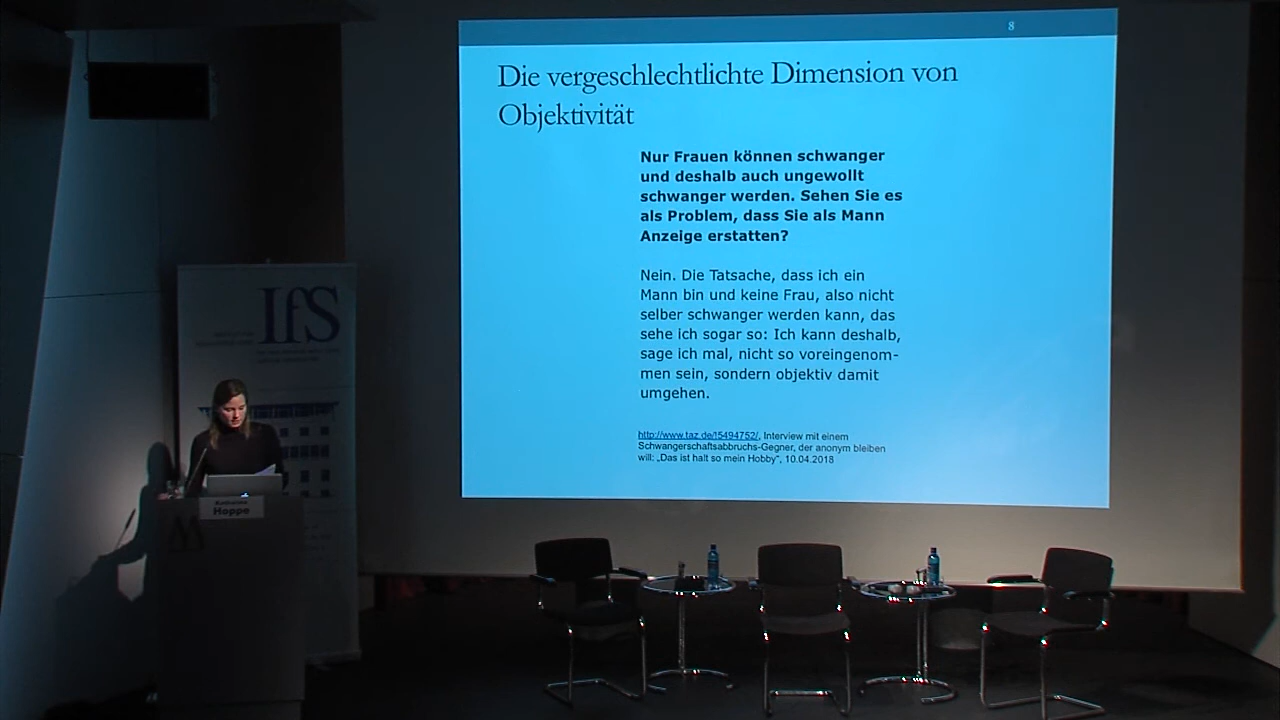 8
Die vergeschlechtlichte Dimension von
Objektivität
Nur Frauen können schwanger
und deshalb auch ungewollt
schwanger werden. Sehen Sie es
als Problem, dass Sie als Mann
Anzeige erstatten?
Nein. Die Tatsache, dass ich ein
Mann bin und keine Frau, also nicht
selber schwanger werden kann, das
sehe ich sogar so: Ich kann deshalb,
sage ich mal, nicht so voreingenom-
men sein, sondern objektiv damit
umgehen.
http://www.taz.de/!5494752/, Interview mit einem
Schwangerschaftsabbruchs-Gegner, der anonym bleiben
will: „Das ist halt so mein Hobby“, 10.04.2018
IfS
Katharina
Hoppe